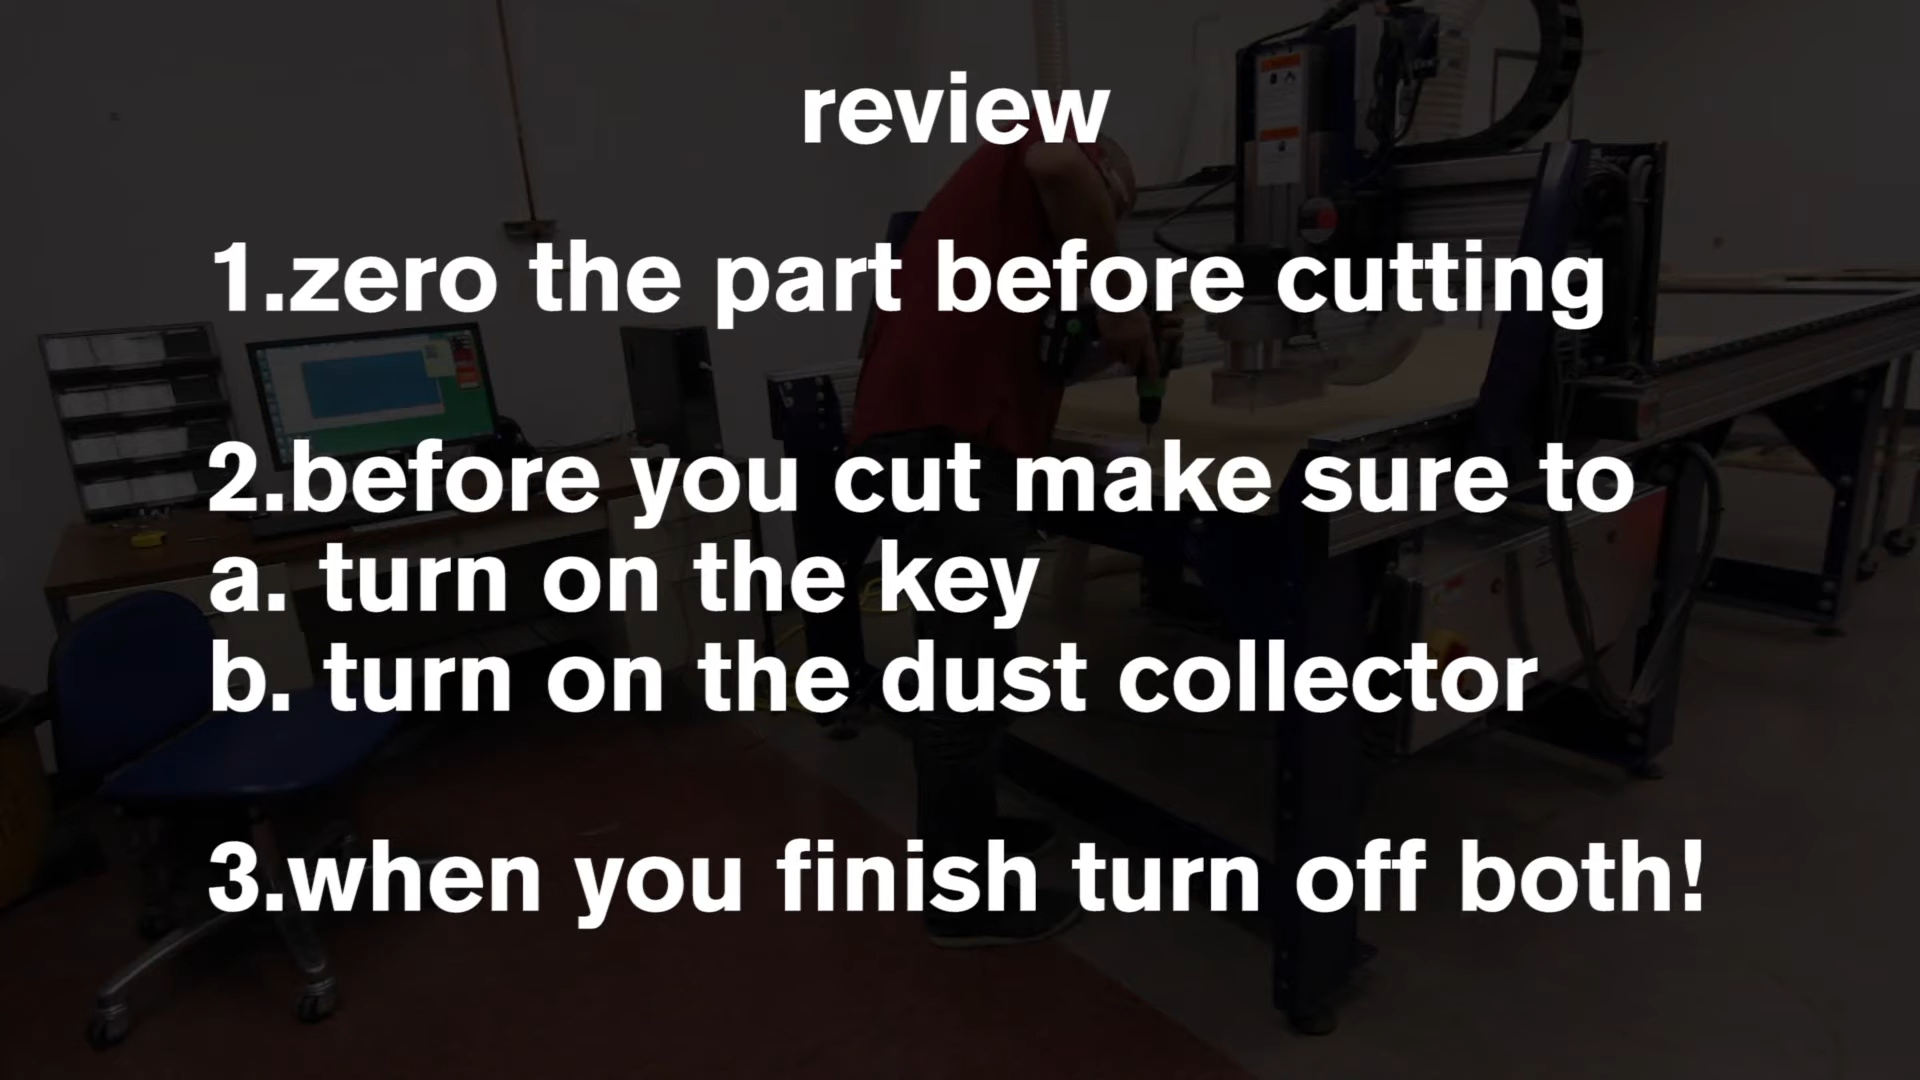 review
1.zero the part before cutting
2.before you cut make sure to
a. turn on the key
b. turn on the dust collector
3.when you finish turn off both!